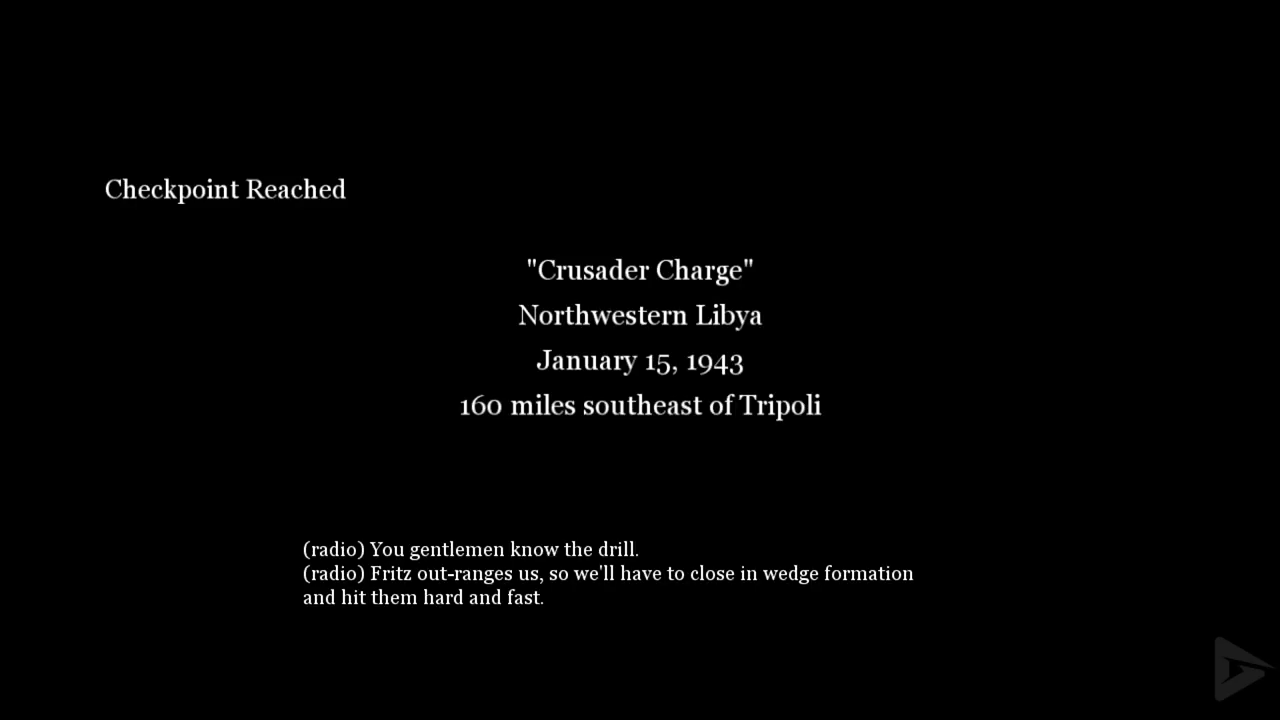 Checkpoint Reached
"Crusader Charge"
Northwestern Libya
January 15, 1943
160 miles southeast of Tripoli
(radio) You gentlemen know the drill.
(radio) Fritz out-ranges us, so we'll have to close in wedge formation
and hit them hard and fast.